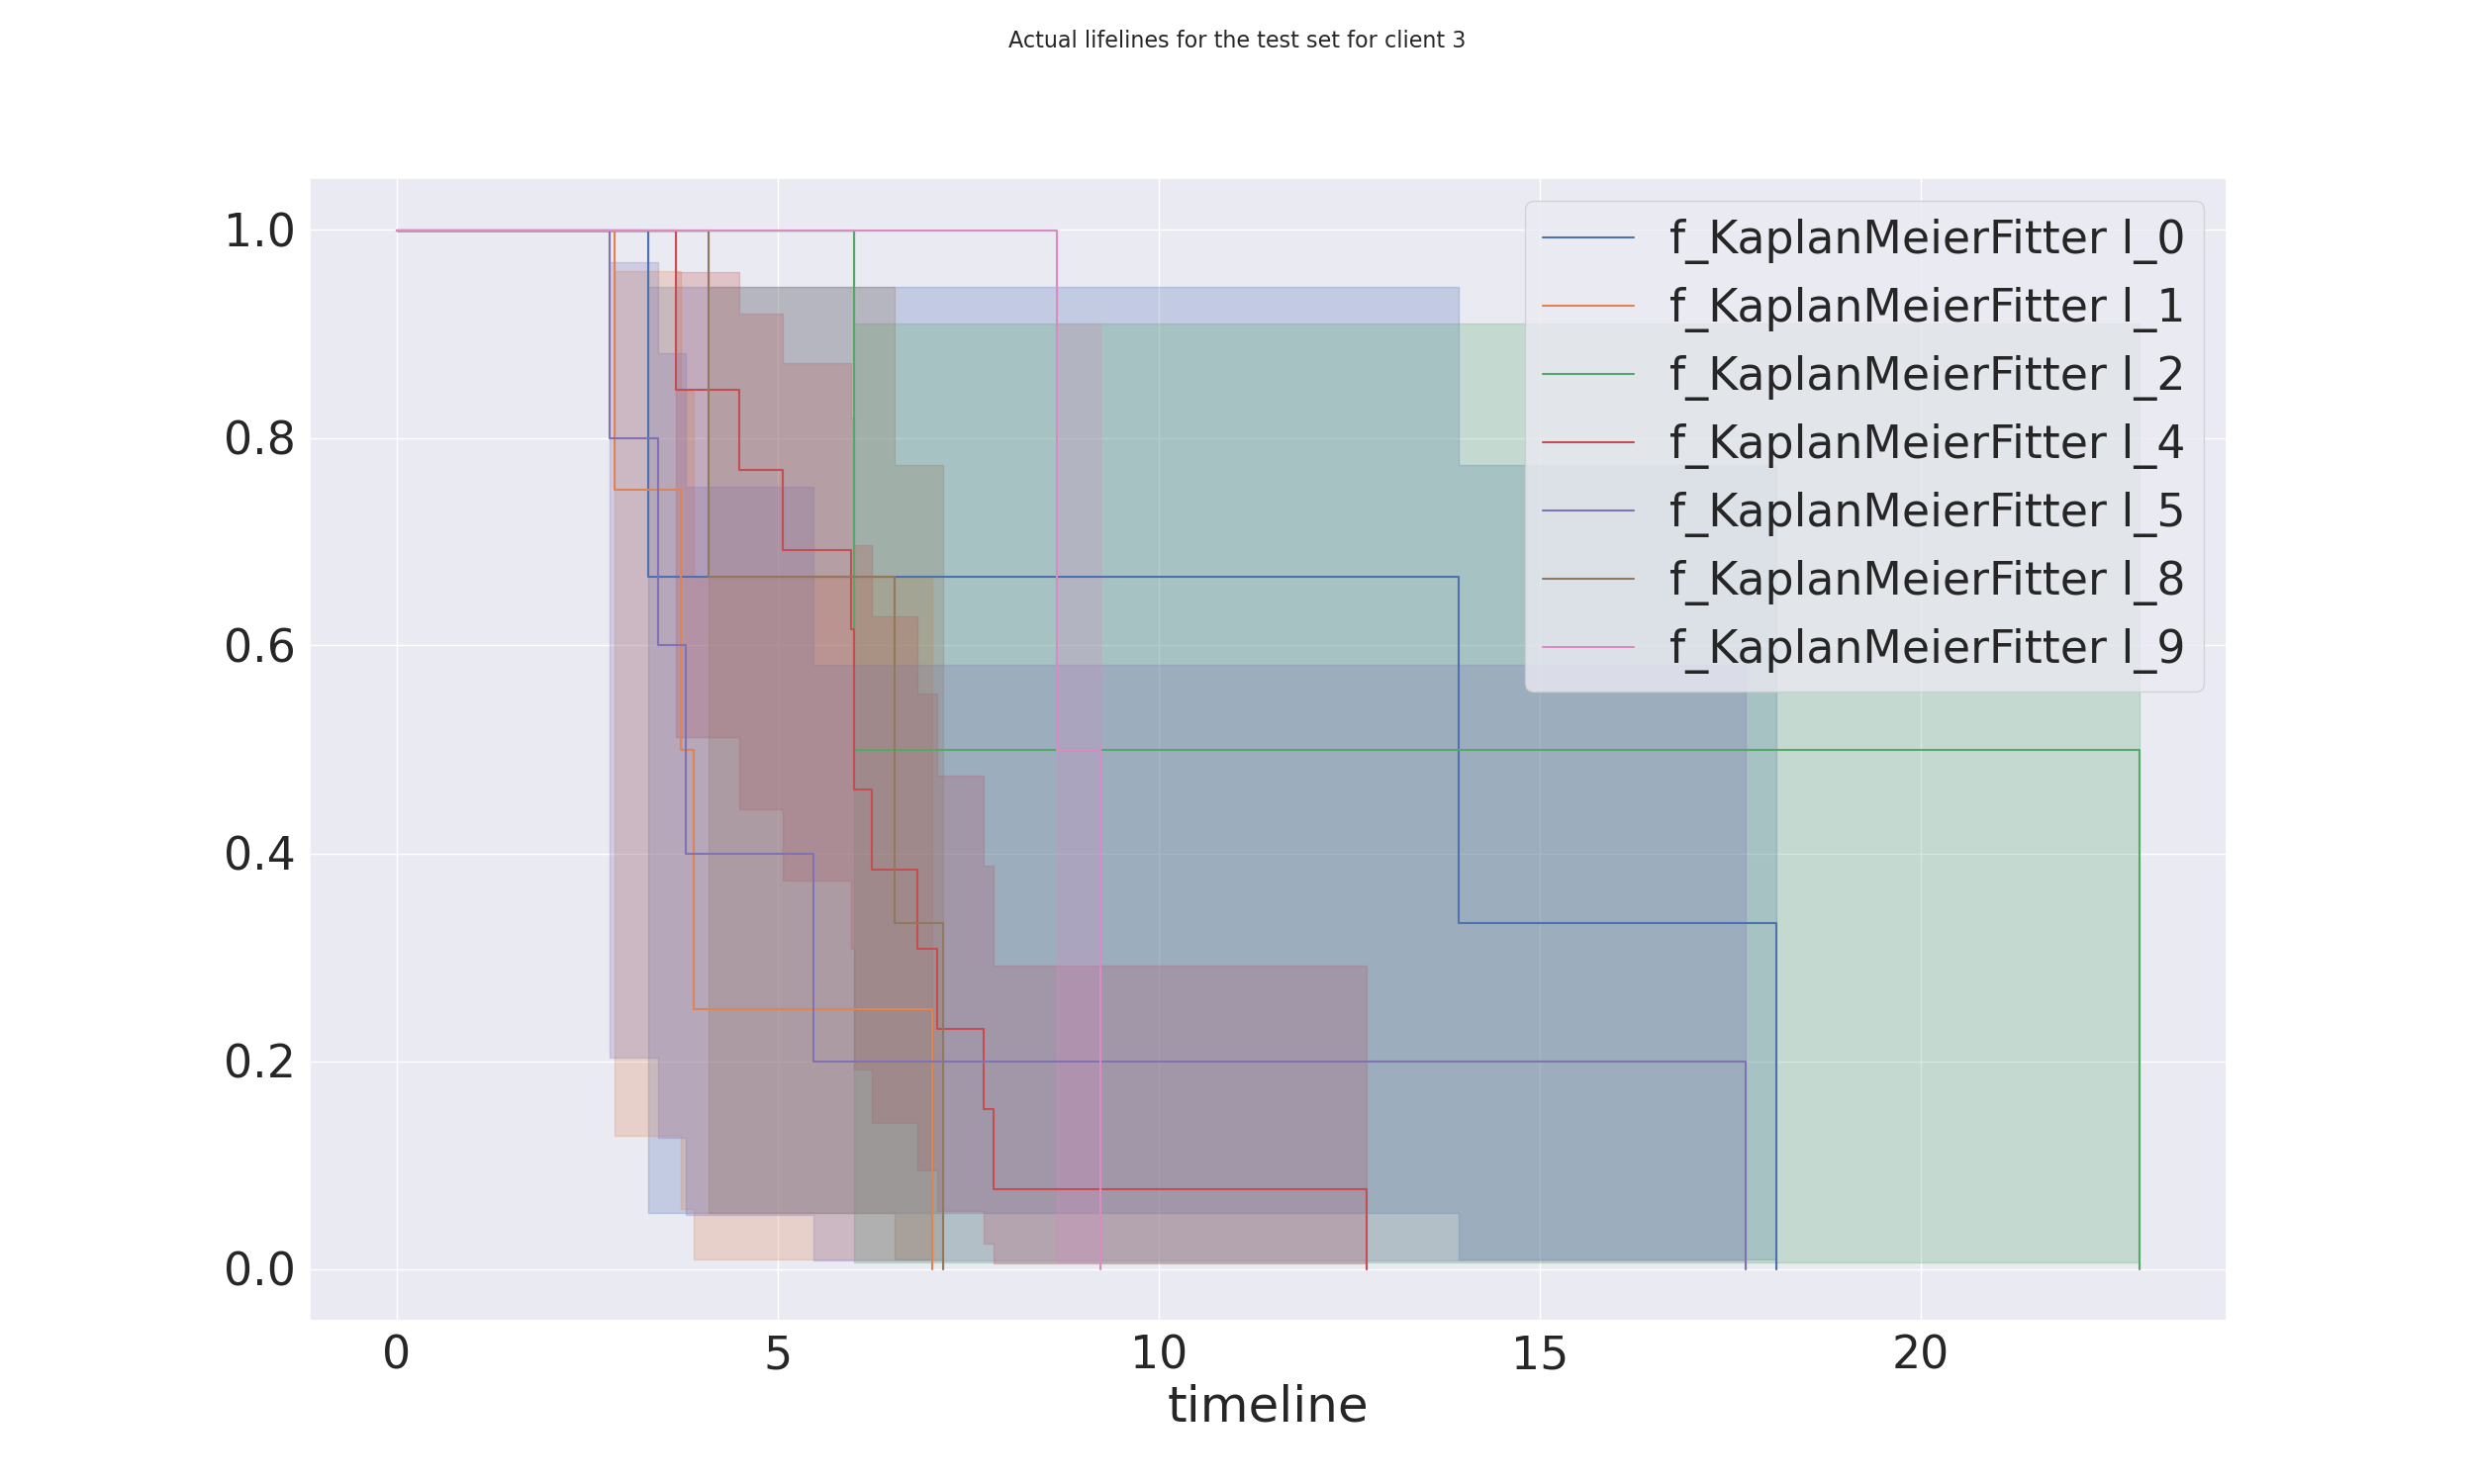 Actual lifelines for the test set for client 3
1.0
0.8
0.6
0.4
0.2
0.0
f_KaplanMeierFitter l_0
f_KaplanMeierFitter l_1
f_KaplanMeierFitter l_2
f_KaplanMeierFitter l_4
f_KaplanMeierFitter l_5
f_KaplanMeierFitter l_8
f_KaplanMeierFitter l_9
0 5 10 15 20
timeline